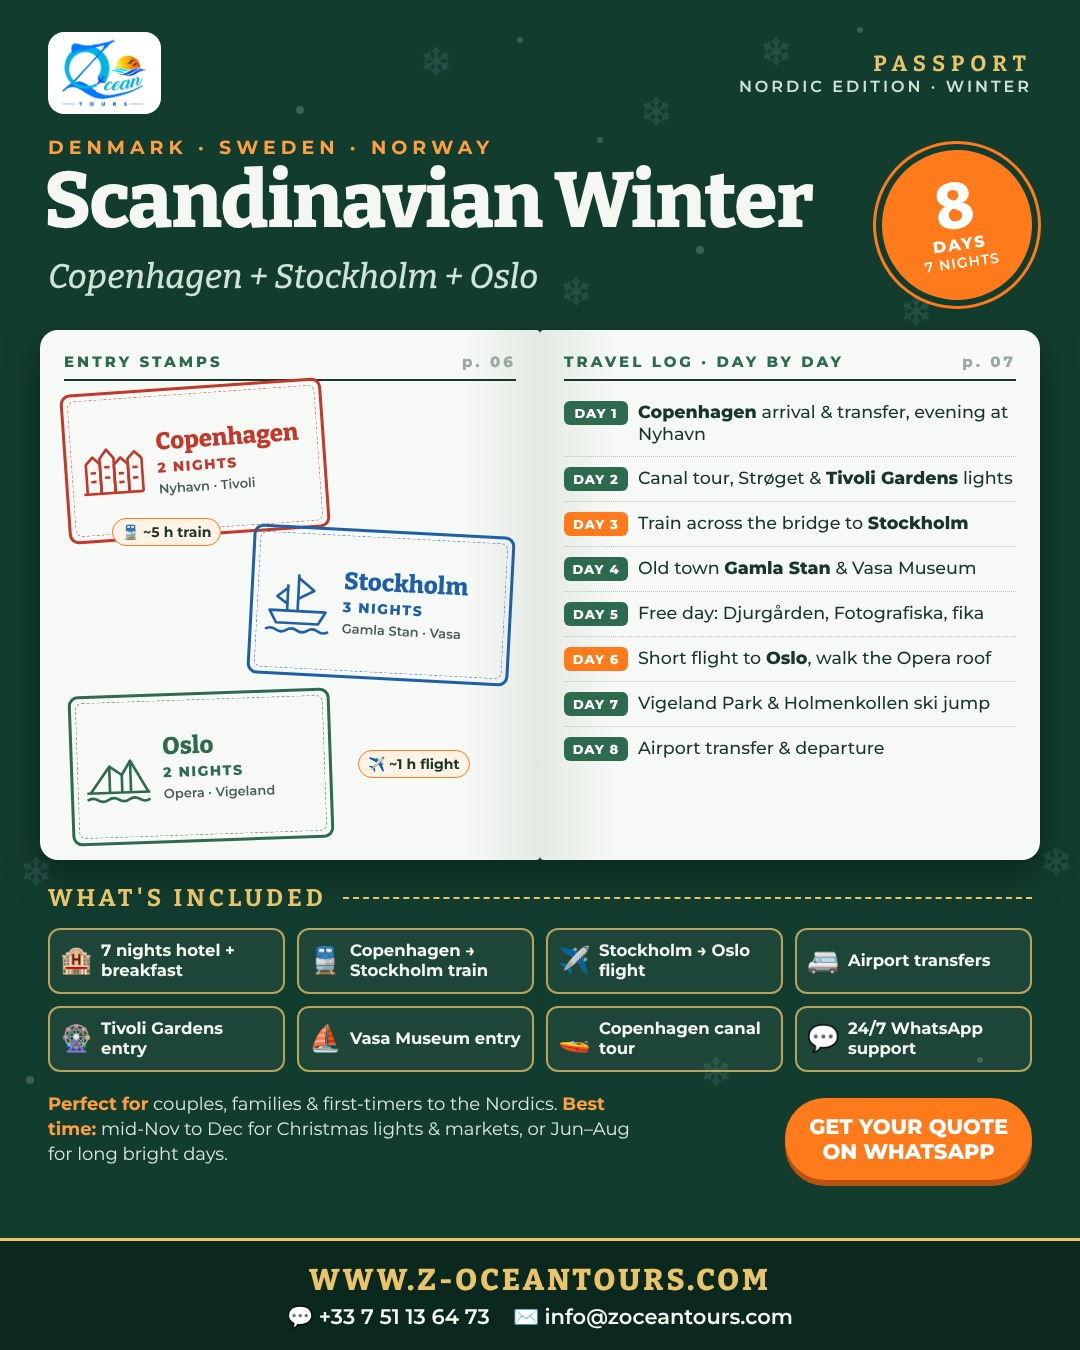 Ocean
TOURS
PASSPORT
NORDIC EDITION · WINTER
DENMARK · SWEDEN · NORWAY
Scandinavian Winter
Copenhagen + Stockholm + Oslo
8
DAYS
7 NIGHTS
ENTRY STAMPS
p. 06
Copenhagen
2 NIGHTS
Nyhavn · Tivoli
~5 h train
Stockholm
3 NIGHTS
Gamla Stan · Vasa
Oslo
2 NIGHTS
Opera · Vigeland
~1 h flight
TRAVEL LOG · DAY BY DAY
p. 07
DAY 1 Copenhagen arrival & transfer, evening at
Nyhavn
DAY 2 Canal tour, Strøget & Tivoli Gardens lights
DAY 3 Train across the bridge to Stockholm
DAY 4 Old town Gamla Stan & Vasa Museum
DAY 5 Free day: Djurgården, Fotografiska, fika
DAY 6 Short flight to Oslo, walk the Opera roof
DAY 7 Vigeland Park & Holmenkollen ski jump
DAY 8 Airport transfer & departure
WHAT'S INCLUDED
7 nights hotel +
breakfast
Copenhagen →
Stockholm train
Stockholm → Oslo
flight
Airport transfers
Tivoli Gardens
entry
Vasa Museum entry
Copenhagen canal
tour
24/7 WhatsApp
support
Perfect for couples, families & first-timers to the Nordics. Best
time: mid-Nov to Dec for Christmas lights & markets, or Jun–Aug
for long bright days.
GET YOUR QUOTE
ON WHATSAPP
WWW.Z-OCEANTOURS.COM
+33 7 51 13 64 73 info@zoceantours.com